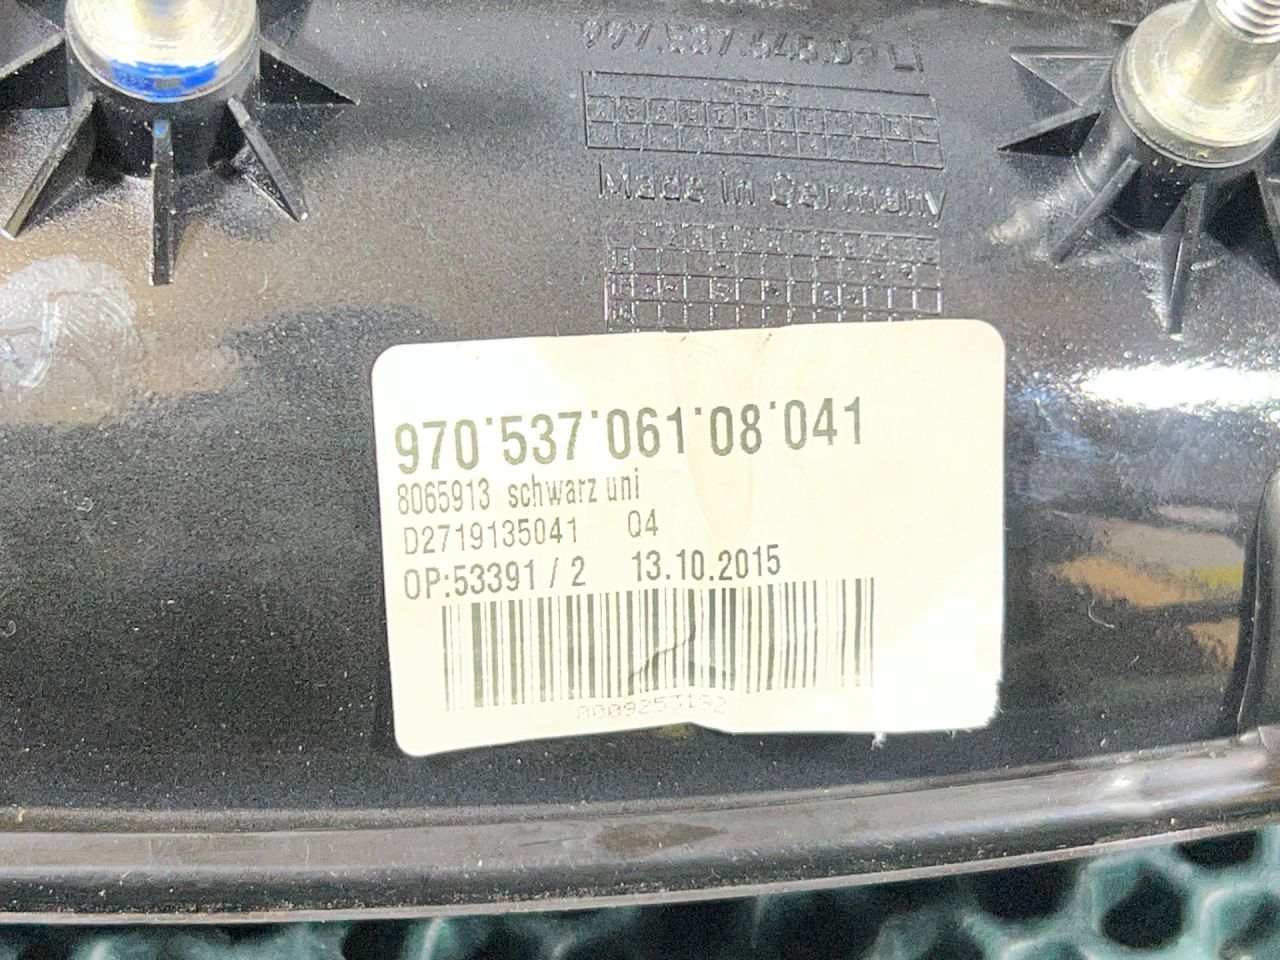 Made in Germany
970.537.061.08.041
8065913 schwarz uni
D2719135041 Q4
OP:53391 / 2 13.10.2015
0009253192